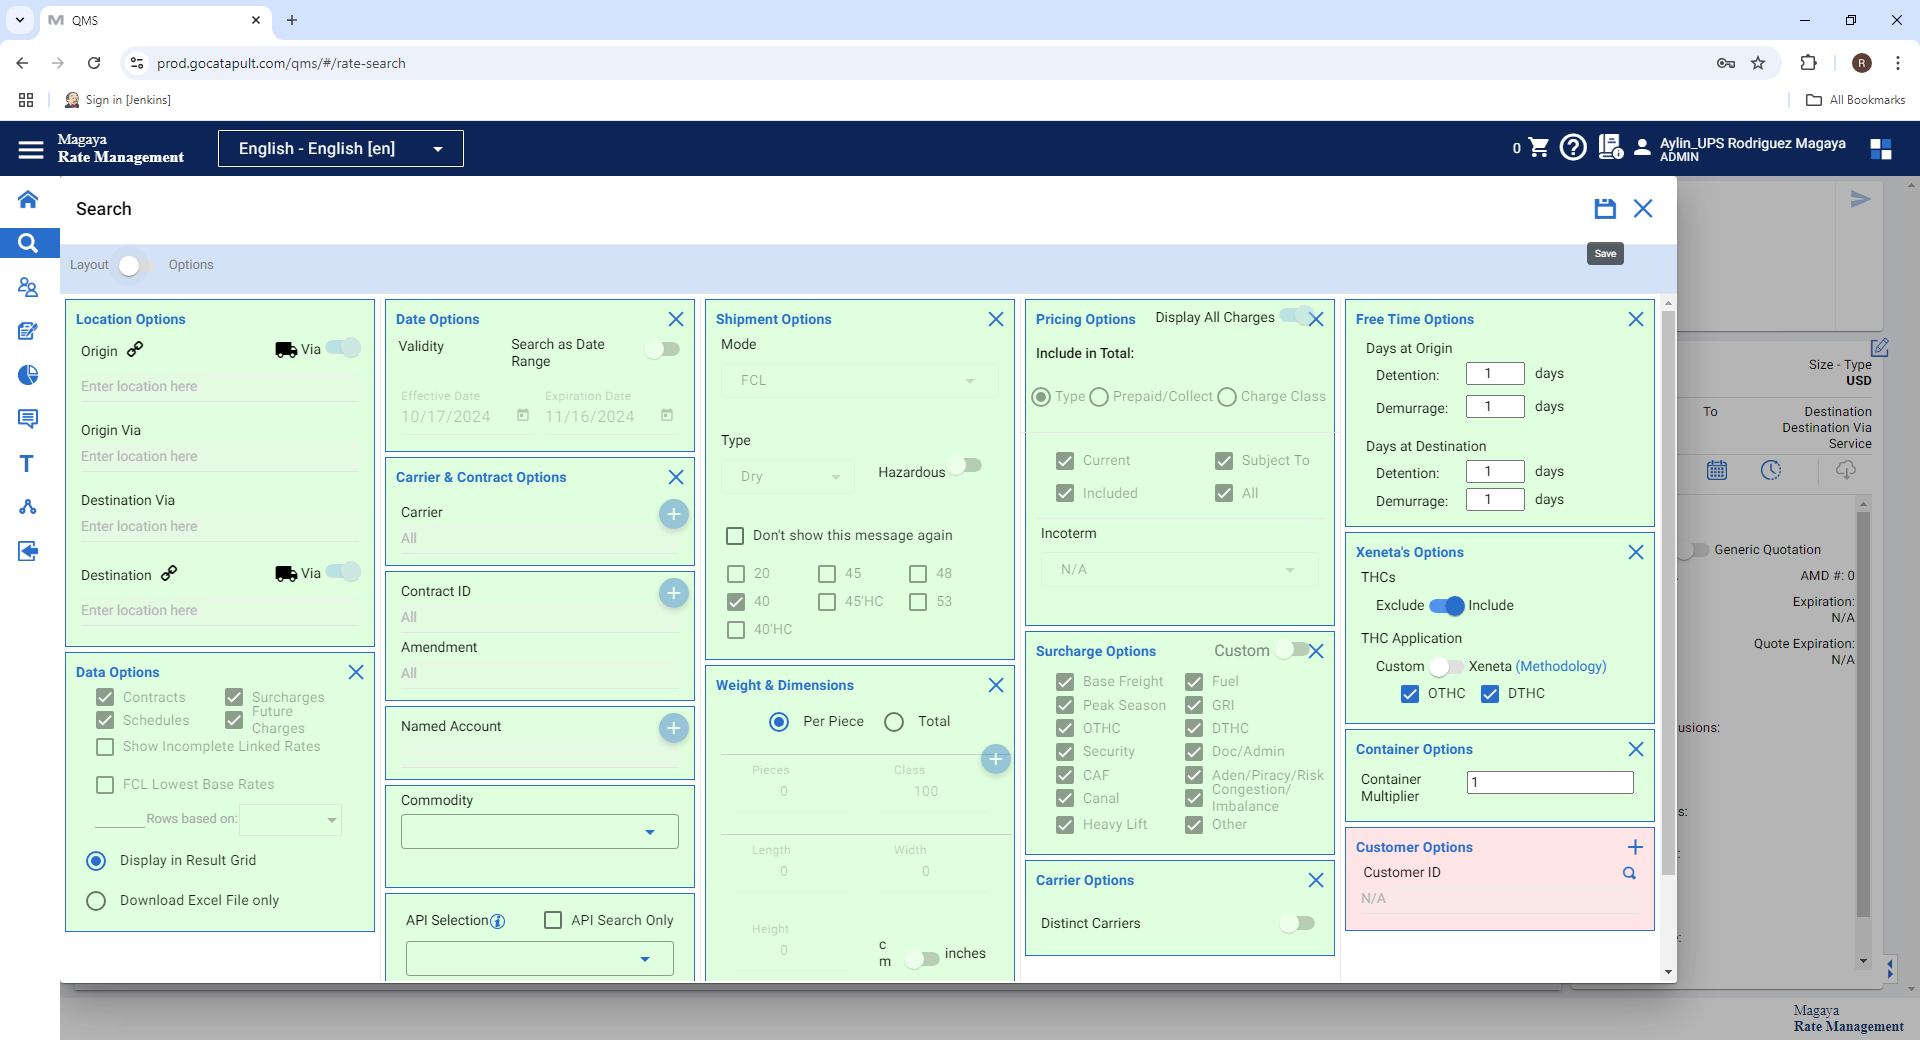 QMS
prod.gocatapult.com/qms/#/rate-search
R
Sign in [Jenkins]
All Bookmarks
Magaya
Rate Management
English - English [en]
0
Aylin_UPS Rodriguez Magaya
ADMIN
Search
Save
Layout
Options
Location Options
Origin
Via
Enter location here
Origin Via
Enter location here
Destination Via
Enter location here
Destination
Via
Enter location here
Data Options
Contracts
Surcharges
Schedules
Future
Charges
Show Incomplete Linked Rates
FCL Lowest Base Rates
Rows based on:
Display in Result Grid
Download Excel File only
Date Options
Validity
Search as Date
Range
Effective Date
10/17/2024
Expiration Date
11/16/2024
Carrier & Contract Options
Carrier
All
Contract ID
All
Amendment
All
Named Account
Commodity
API Selection
API Search Only
Shipment Options
Mode
FCL
Type
Dry
Hazardous
Don't show this message again
20
45
48
40
45'HC
53
40'HC
Weight & Dimensions
Per Piece
Total
Pieces
0
Class
100
Length
0
Width
0
Height
0
c
m
inches
Pricing Options
Display All Charges
Include in Total:
Type
Prepaid/Collect
Charge Class
Current
Subject To
Included
All
Incoterm
N/A
Surcharge Options
Custom
Base Freight
Fuel
Peak Season
GRI
OTHC
DTHC
Security
Doc/Admin
CAF
Aden/Piracy/Risk
Canal
Congestion/
Imbalance
Heavy Lift
Other
Carrier Options
Distinct Carriers
Free Time Options
Days at Origin
Detention:
1
days
Demurrage:
1
days
Days at Destination
Detention:
1
days
Demurrage:
1
days
Xeneta's Options
THCs
Exclude
Include
THC Application
Custom
Xeneta (Methodology)
OTHC
DTHC
Container Options
Container
Multiplier
1
Customer Options
Customer ID
N/A
Size - Type
USD
To
Destination
Destination Via
Service
Generic Quotation
AMD #: 0
Expiration:
N/A
Quote Expiration:
N/A
usions:
s:
:
:
Magaya
Rate Management